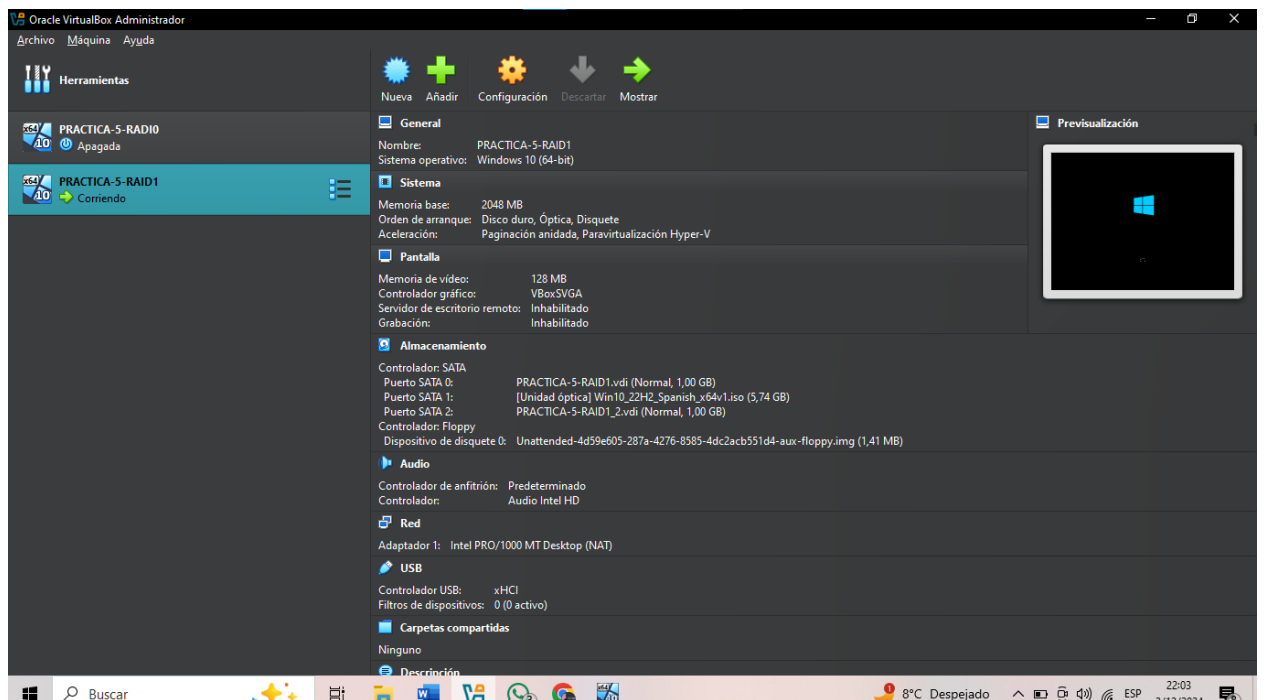 Oracle VirtualBox Administrador
Archivo Máquina Ayuda
Herramientas
Nueva Añadir Configuración Descartar Mostrar
x64
10
PRACTICA-5-RADI0
Apagada
x64
10
PRACTICA-5-RAID1
Corriendo
General
Nombre: PRACTICA-5-RAID1
Sistema operativo: Windows 10 (64-bit)
Sistema
Memoria base: 2048 MB
Orden de arranque: Disco duro, Óptica, Disquete
Aceleración: Paginación anidada, Paravirtualización Hyper-V
Pantalla
Memoria de vídeo: 128 MB
Controlador gráfico: VBoxSVGA
Servidor de escritorio remoto: Inhabilitado
Grabación: Inhabilitado
Previsualización
Almacenamiento
Controlador: SATA
Puerto SATA 0: PRACTICA-5-RAID1.vdi (Normal, 1,00 GB)
Puerto SATA 1: [Unidad óptica] Win10_22H2_Spanish_x64v1.iso (5,74 GB)
Puerto SATA 2: PRACTICA-5-RAID1_2.vdi (Normal, 1,00 GB)
Controlador: Floppy
Dispositivo de disquete 0: Unattended-4d59e605-287a-4276-8585-4dc2acb551d4-aux-floppy.img (1,41 MB)
Audio
Controlador de anfitrión: Predeterminado
Controlador: Audio Intel HD
Red
Adaptador 1: Intel PRO/1000 MT Desktop (NAT)
USB
Controlador USB: xHCI
Filtros de dispositivos: 0 (0 activo)
Carpetas compartidas
Ninguno
Descripción
Buscar
8°C Despejado
ESP
22:03